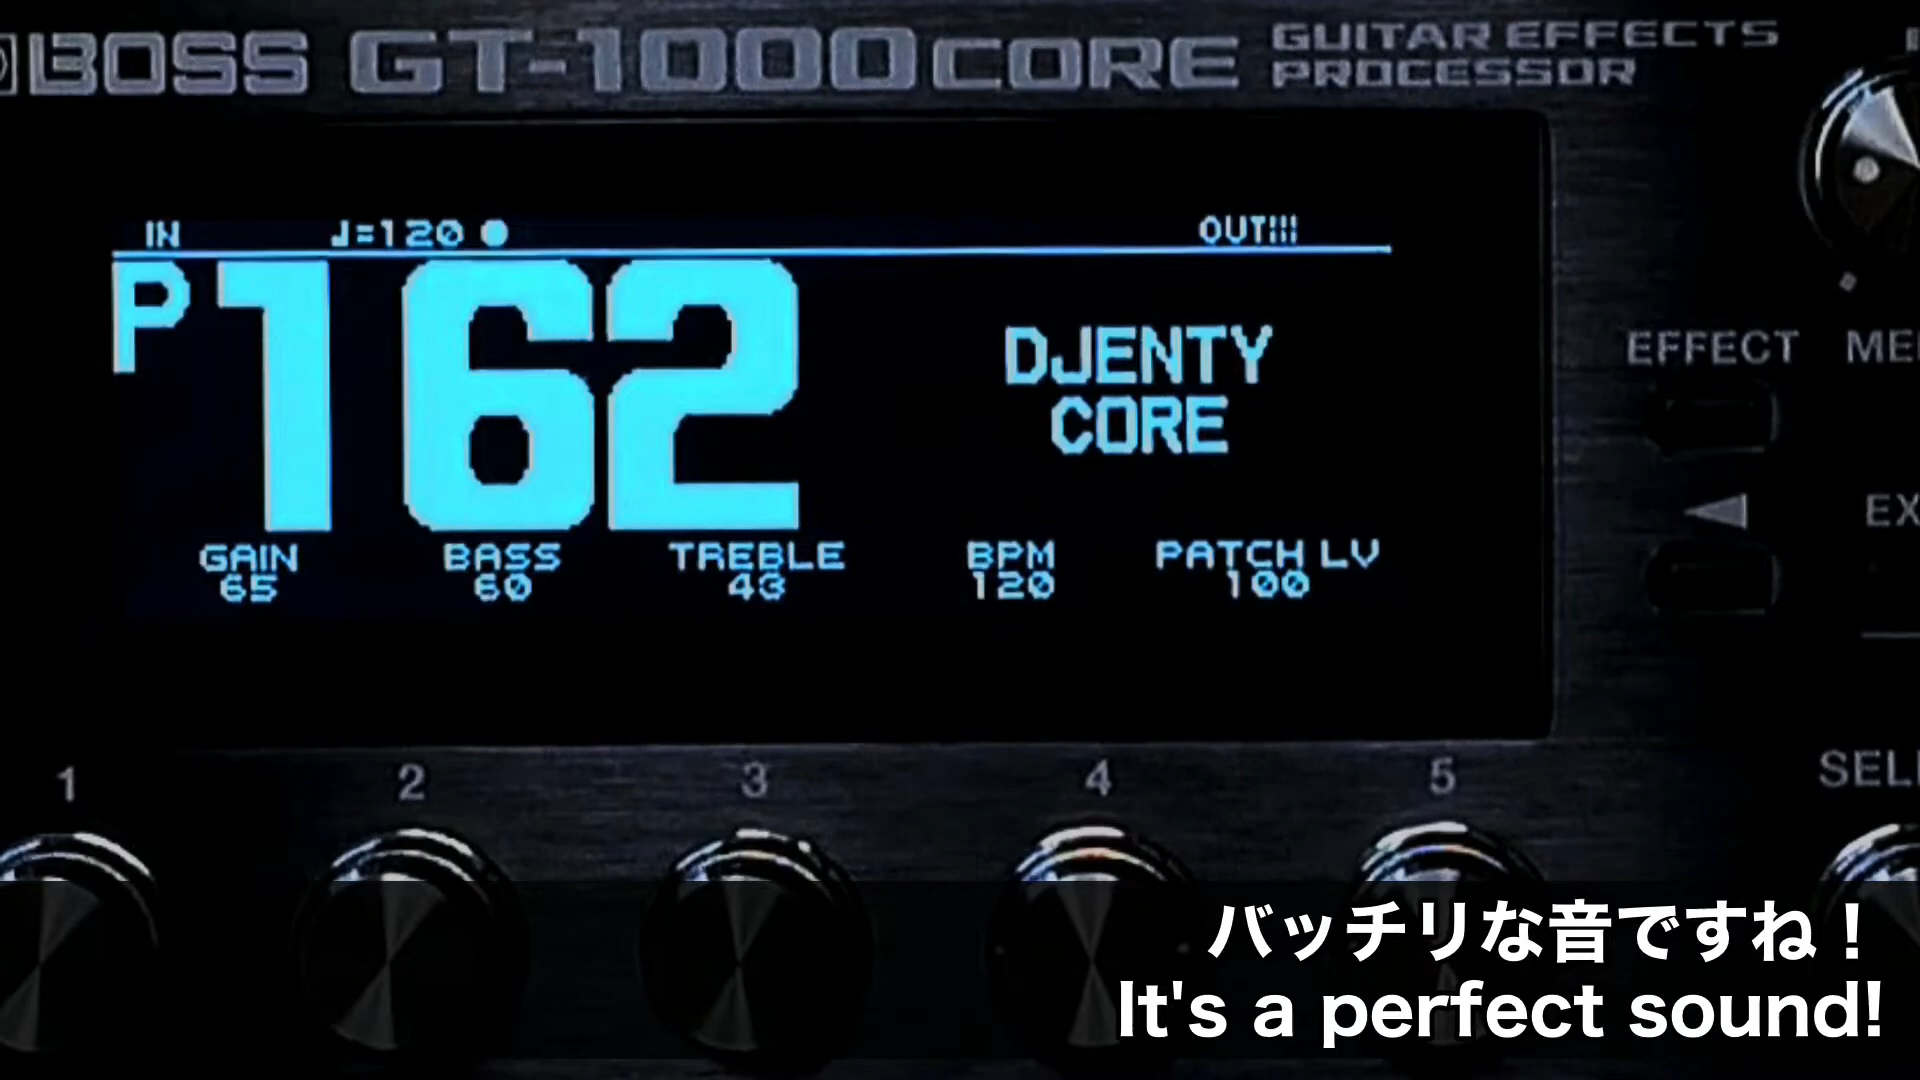 BOSS GT-1000CORE GUITAR EFFECTS
PROCESSOR
IN ♩=120 ● OUT
P162
DJENTY
CORE
GAIN BASS TREBLE BPM PATCH LV
65 60 43 120 100
EFFECT
1 2 3 4 5
バッチリな音ですね！
It's a perfect sound!